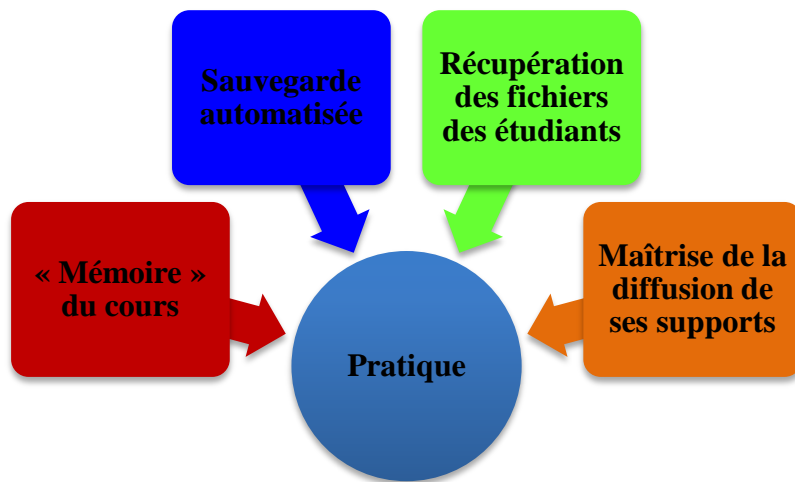 Sauvegarde
automatisée
Récupération
des fichiers
des étudiants
« Mémoire »
du cours
Maîtrise de la
diffusion de
ses supports
Pratique